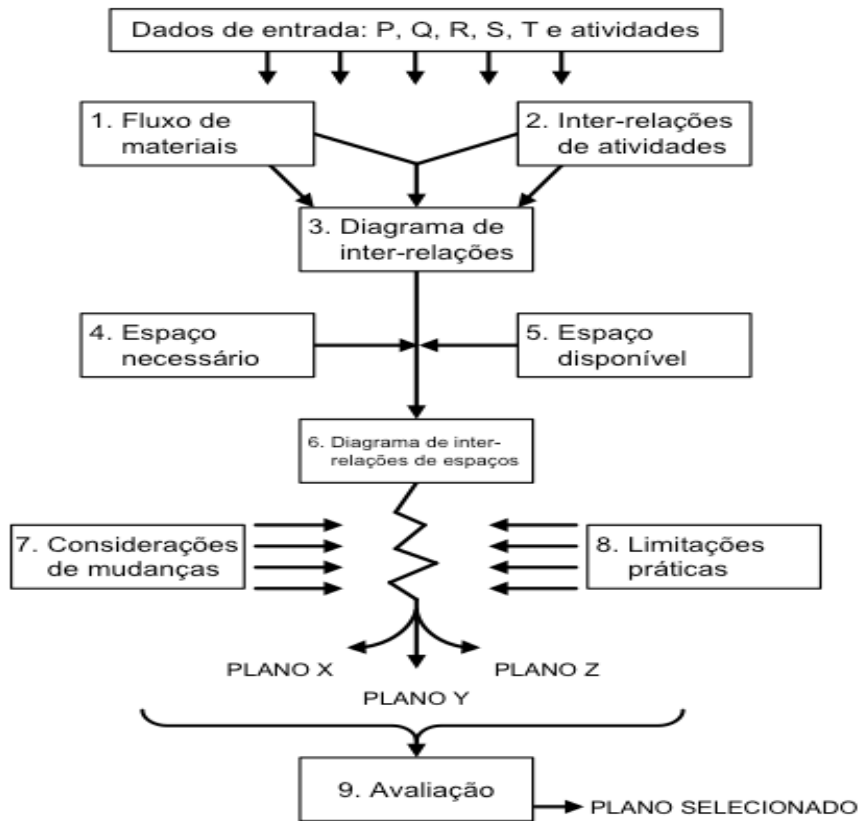 Dados de entrada: P, Q, R, S, T e atividades
1. Fluxo de
materiais
2. Inter-relações
de atividades
3. Diagrama de
inter-relações
4. Espaço
necessário
5. Espaço
disponível
6. Diagrama de inter-
relações de espaços
7. Considerações
de mudanças
8. Limitações
práticas
PLANO X
PLANO Z
PLANO Y
9. Avaliação
PLANO SELECIONADO